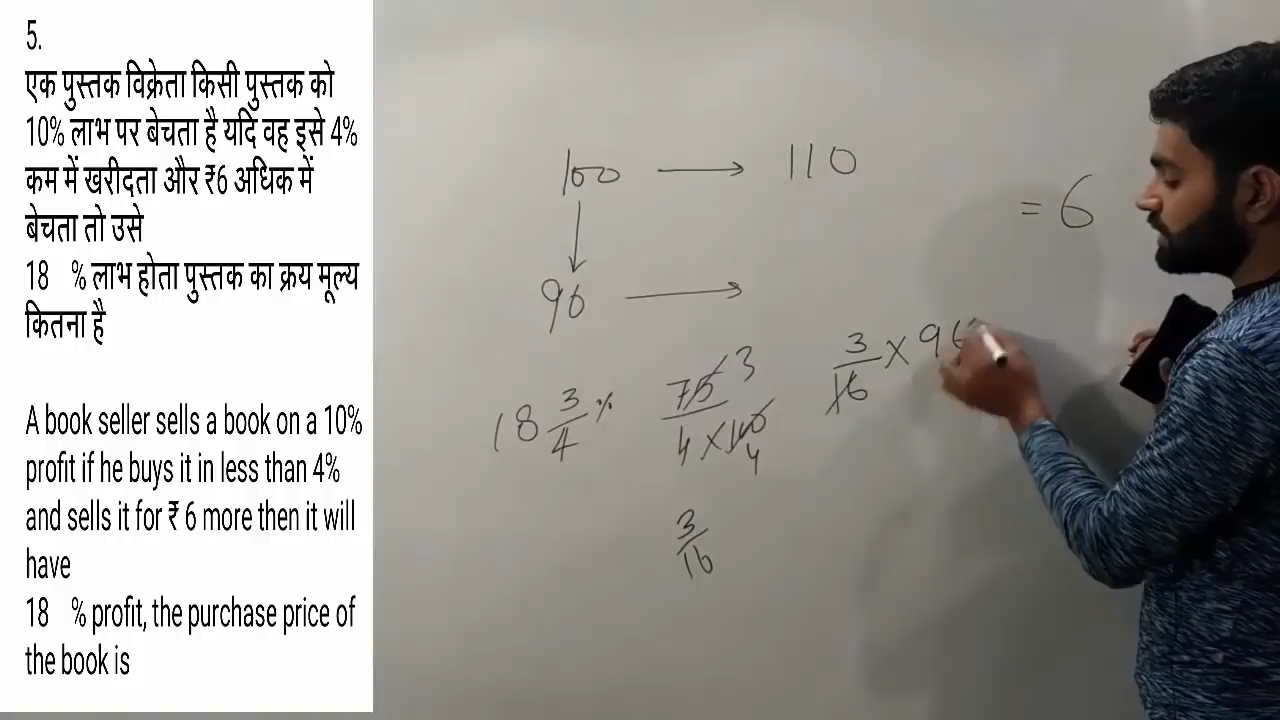 5.
एक पुस्तक विक्रेता किसी पुस्तक को
10% लाभ पर बेचता है यदि वह इसे 4%
कम में खरीदता और ₹6 अधिक में
बेचता तो उसे
18 % लाभ होता पुस्तक का क्रय मूल्य
कितना है
A book seller sells a book on a 10%
profit if he buys it in less than 4%
and sells it for ₹ 6 more then it will
have
18 % profit, the purchase price of
the book is
100 → 110
= 6
↓
96 →
18 3/4 %
75/4×100 3 4
3/16 × 96
3/16